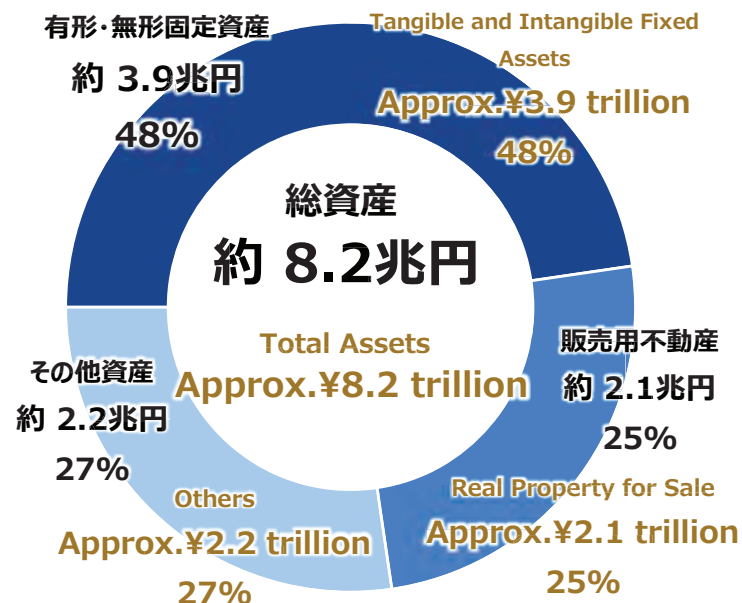 有形・無形固定資産
約 3.9兆円
48%
Tangible and Intangible Fixed
Assets
Approx.¥3.9 trillion
48%
総資産
約 8.2兆円
Total Assets
Approx.¥8.2 trillion
販売用不動産
約 2.1兆円
25%
Real Property for Sale
Approx.¥2.1 trillion
25%
その他資産
約 2.2兆円
27%
Others
Approx.¥2.2 trillion
27%